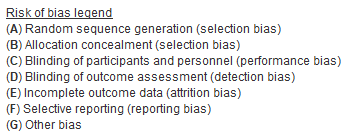 Risk of bias legend
(A) Random sequence generation (selection bias)
(B) Allocation concealment (selection bias)
(C) Blinding of participants and personnel (performance bias)
(D) Blinding of outcome assessment (detection bias)
(E) Incomplete outcome data (attrition bias)
(F) Selective reporting (reporting bias)
(G) Other bias